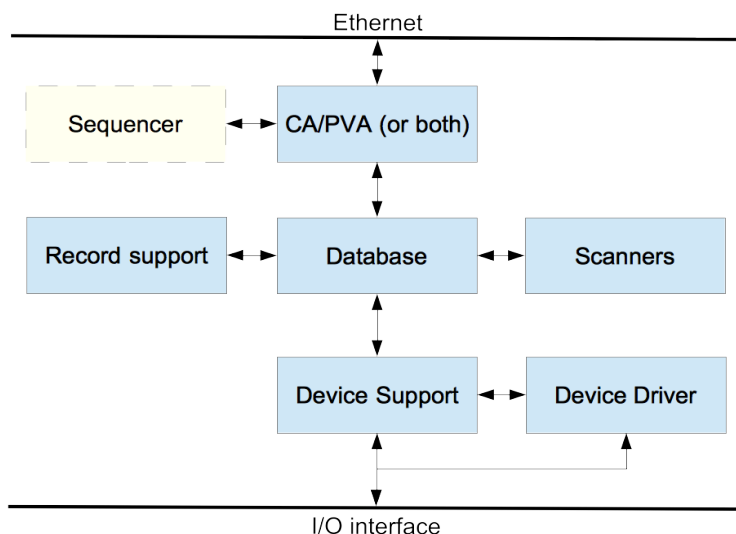 Ethernet
Sequencer
CA/PVA (or both)
Record support
Database
Scanners
Device Support
Device Driver
I/O interface